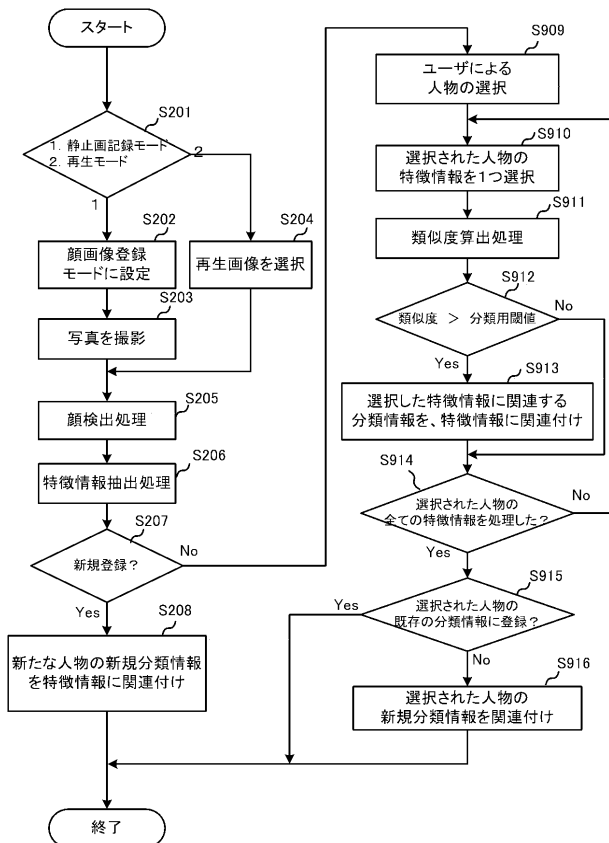 スタート
S201
1. 静止画記録モード
2. 再生モード
2
1
S202
顔画像登録
モードに設定
S204
再生画像を選択
S203
写真を撮影
S205
顔検出処理
S206
特徴情報抽出処理
S207
新規登録？
No
Yes
S208
新たな人物の新規分類情報
を特徴情報に関連付け
終了
S909
ユーザによる
人物の選択
S910
選択された人物の
特徴情報を１つ選択
S911
類似度算出処理
S912
類似度 ＞ 分類用閾値
No
Yes
S913
選択した特徴情報に関連する
分類情報を、特徴情報に関連付け
S914
選択された人物の
全ての特徴情報を処理した？
No
Yes
S915
選択された人物の
既存の分類情報に登録？
Yes
No
S916
選択された人物の
新規分類情報を関連付け